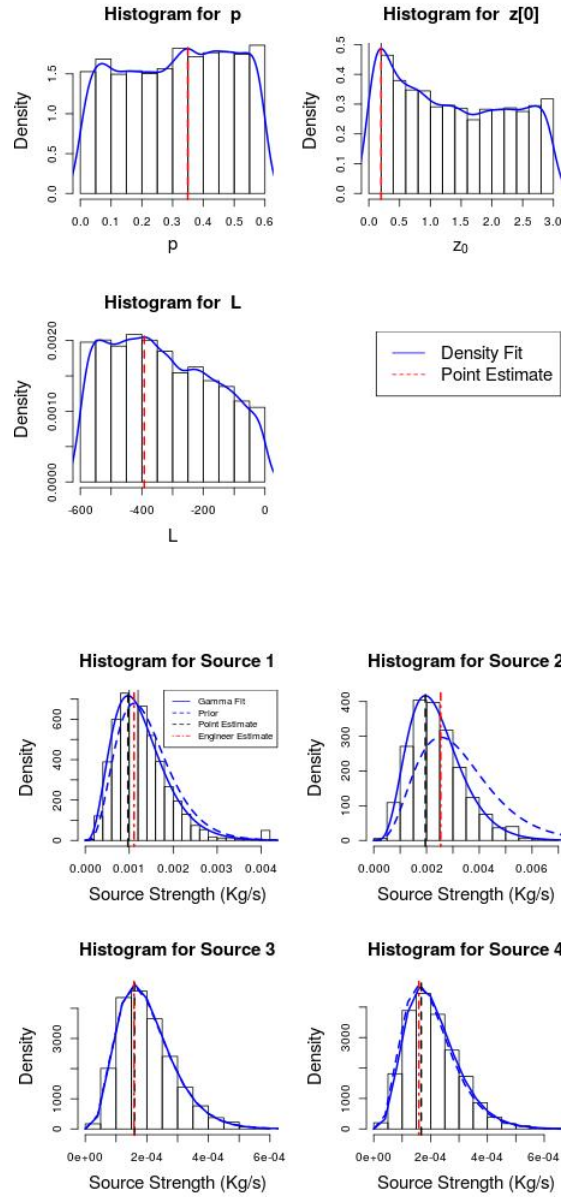 Histogram for p
Density
0.0 0.5 1.0 1.5
0.0 0.1 0.2 0.3 0.4 0.5 0.6
p
Histogram for z[0]
Density
0.0 0.1 0.2 0.3 0.4 0.5
0.0 0.5 1.0 1.5 2.0 2.5 3.0
z₀
Histogram for L
Density
0.0000 0.0010 0.0020
-600 -400 -200 0
L
Density Fit
Point Estimate
Histogram for Source 1
Density
0 200 400 600
0.000 0.001 0.002 0.003 0.004
Source Strength (Kg/s)
Gamma Fit
Prior
Point Estimate
Engineer Estimate
Histogram for Source 2
Density
0 100 200 300 400
0.000 0.002 0.004 0.006
Source Strength (Kg/s)
Histogram for Source 3
Density
0 1000 3000
0e+00 2e-04 4e-04 6e-04
Source Strength (Kg/s)
Histogram for Source 4
Density
0 1000 3000
0e+00 2e-04 4e-04 6e-04
Source Strength (Kg/s)